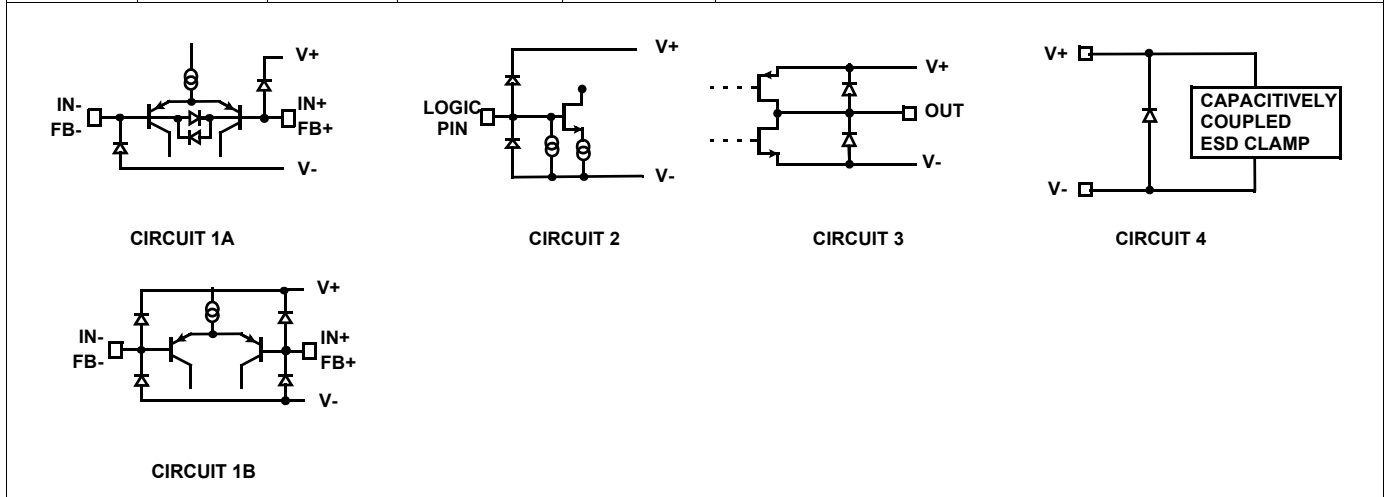 V+
IN-
FB-
IN+
FB+
V-
CIRCUIT 1A
V+
LOGIC
PIN
V-
CIRCUIT 2
V+
OUT
V-
CIRCUIT 3
V+
CAPACITIVELY
COUPLED
ESD CLAMP
V-
CIRCUIT 4
V+
IN-
FB-
IN+
FB+
V-
CIRCUIT 1B